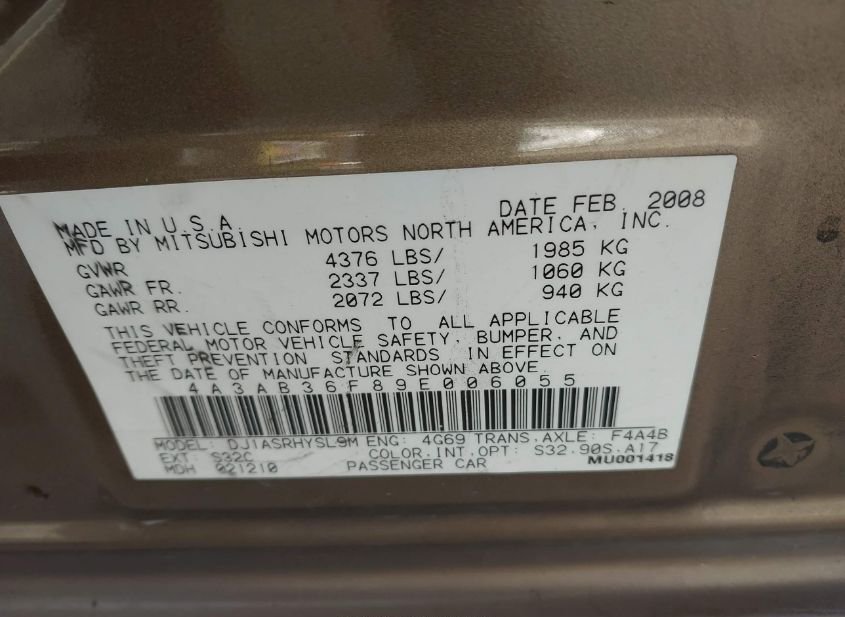 MADE IN U.S.A. DATE FEB. 2008
MFD BY MITSUBISHI MOTORS NORTH AMERICA, INC.
GVWR 4376 LBS/ 1985 KG
GAWR FR. 2337 LBS/ 1060 KG
GAWR RR. 2072 LBS/ 940 KG
THIS VEHICLE CONFORMS TO ALL APPLICABLE
FEDERAL MOTOR VEHICLE SAFETY, BUMPER, AND
THEFT PREVENTION STANDARDS IN EFFECT ON
THE DATE OF MANUFACTURE SHOWN ABOVE.
4A3AB36F89E006055
MODEL: DJ1ASRHYSL9M ENG: 4G69 TRANS.AXLE: F4A4B
EXT: S32C COLOR.INT.OPT: S32.90S.A17
MDH 021210 PASSENGER CAR MU001418